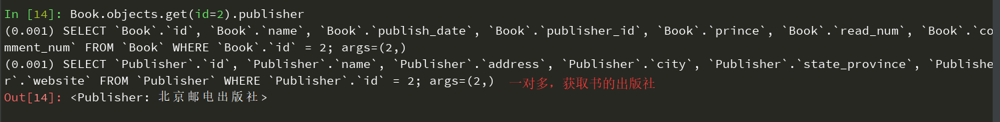 In [14]: Book.objects.get(id=2).publisher
(0.001) SELECT `Book`.`id`, `Book`.`name`, `Book`.`publish_date`, `Book`.`publisher_id`, `Book`.`prince`, `Book`.`read_num`, `Book`.`co
mment_num` FROM `Book` WHERE `Book`.`id` = 2; args=(2,)
(0.001) SELECT `Publisher`.`id`, `Publisher`.`name`, `Publisher`.`address`, `Publisher`.`city`, `Publisher`.`state_province`, `Publishe
r`.`website` FROM `Publisher` WHERE `Publisher`.`id` = 2; args=(2,) 一对多，获取书的出版社
Out[14]: <Publisher: 北京邮电出版社>